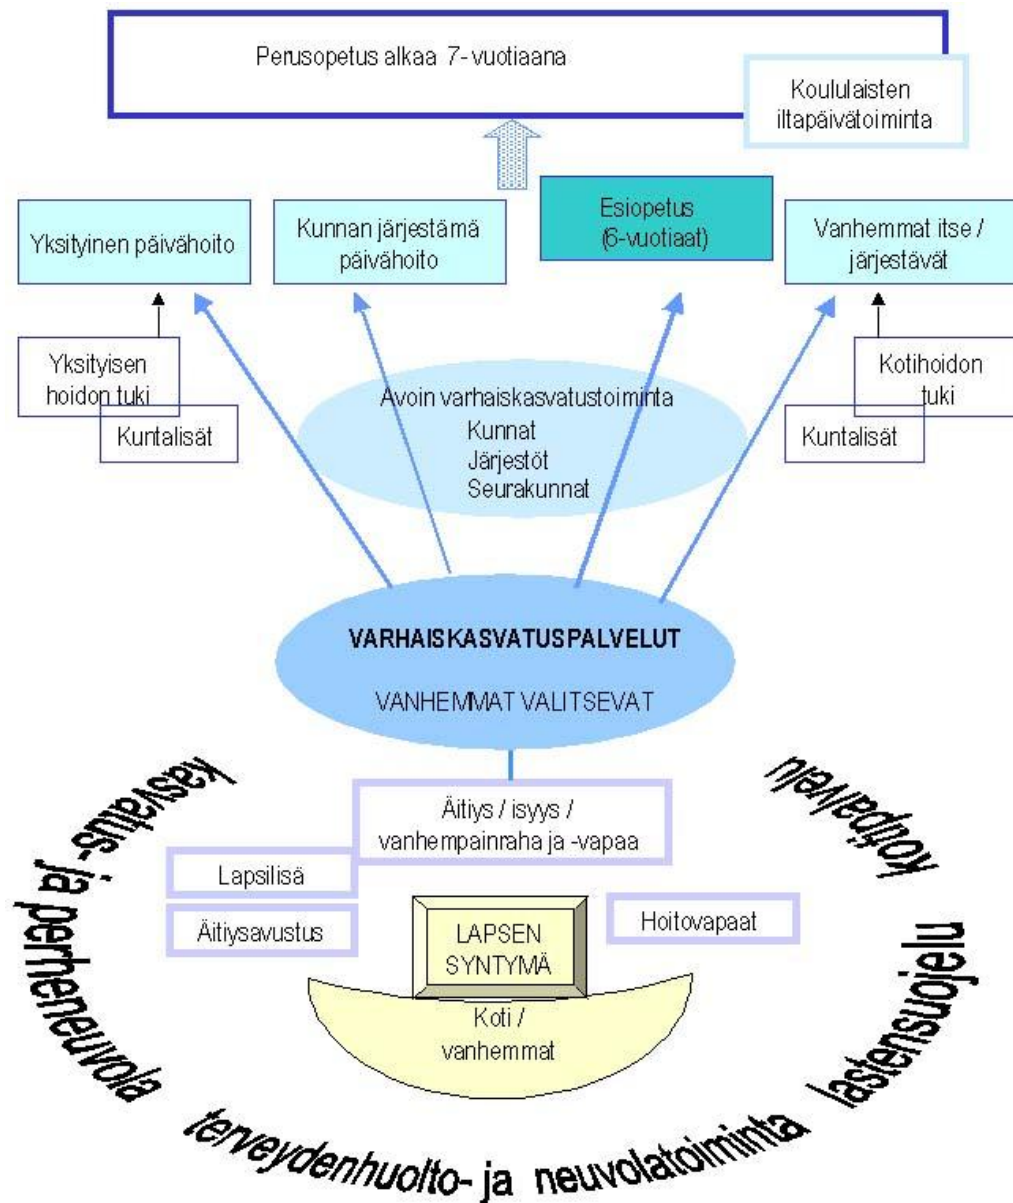 Perusopetus alkaa 7- vuotiaana
Koululaisten
iltapäivätoiminta
Yksityinen päivähoito
Kunnan järjestämä
päivähoito
Esiopetus
(6-vuotiaat)
Vanhemmat itse /
järjestävät
Yksityisen
hoidon tuki
Kuntalisät
Avoin varhaiskasvatustoiminta
Kunnat
Järjestöt
Seurakunnat
Kotihoidon
tuki
Kuntalisät
VARHAISKASVATUSPALVELUT
VANHEMMAT VALITSEVAT
Äitiys / isyys /
vanhempainraha ja -vapaa
Lapsilisä
Äitiysavustus
Hoitovapaat
LAPSEN
SYNTYMÄ
Koti /
vanhemmat
kasvatus- ja perheneuvola terveydenhuolto- ja neuvolatoiminta lastensuojelu kotipalvelu